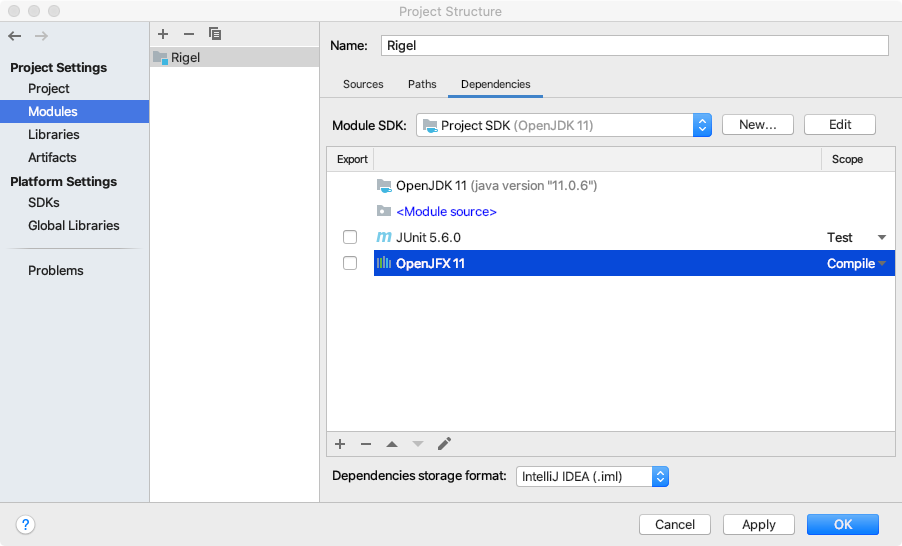 Project Structure
Project Settings
Project
Modules
Libraries
Artifacts
Platform Settings
SDKs
Global Libraries
Problems
Rigel
Name: Rigel
Sources Paths Dependencies
Module SDK: Project SDK (OpenJDK 11) New... Edit
Export Scope
OpenJDK 11 (java version "11.0.6")
<Module source>
m JUnit 5.6.0 Test
OpenJFX 11 Compile
Dependencies storage format: IntelliJ IDEA (.iml)
? Cancel Apply OK